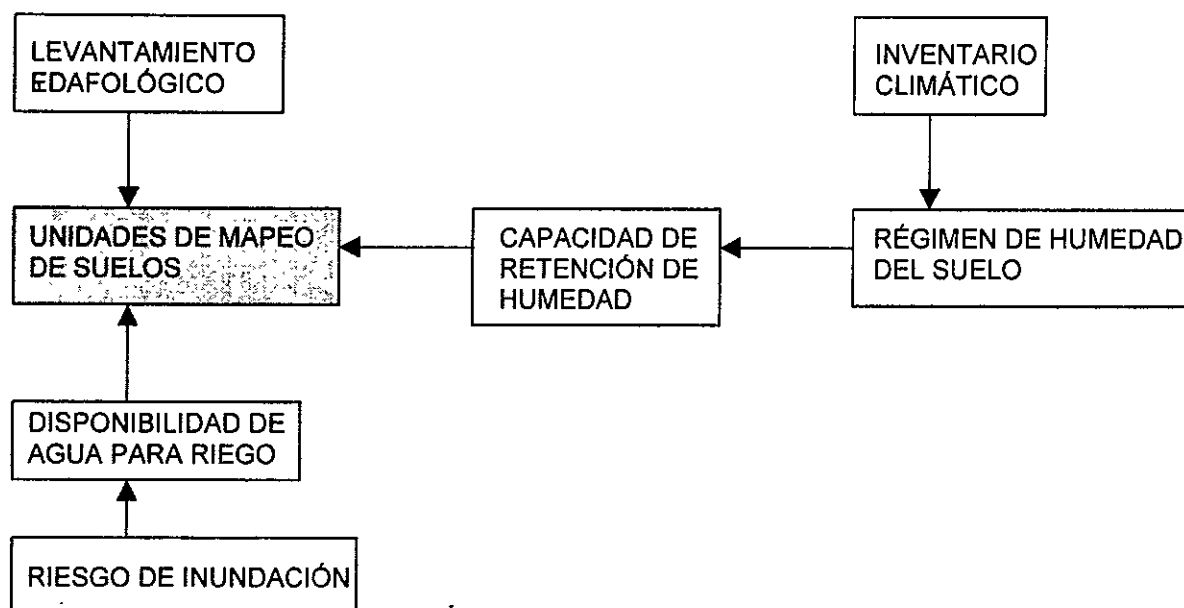 LEVANTAMIENTO
EDAFOLÓGICO
INVENTARIO
CLIMÁTICO
UNIDADES DE MAPEO
DE SUELOS
CAPACIDAD DE
RETENCIÓN DE
HUMEDAD
RÉGIMEN DE HUMEDAD
DEL SUELO
DISPONIBILIDAD DE
AGUA PARA RIEGO
RIESGO DE INUNDACIÓN